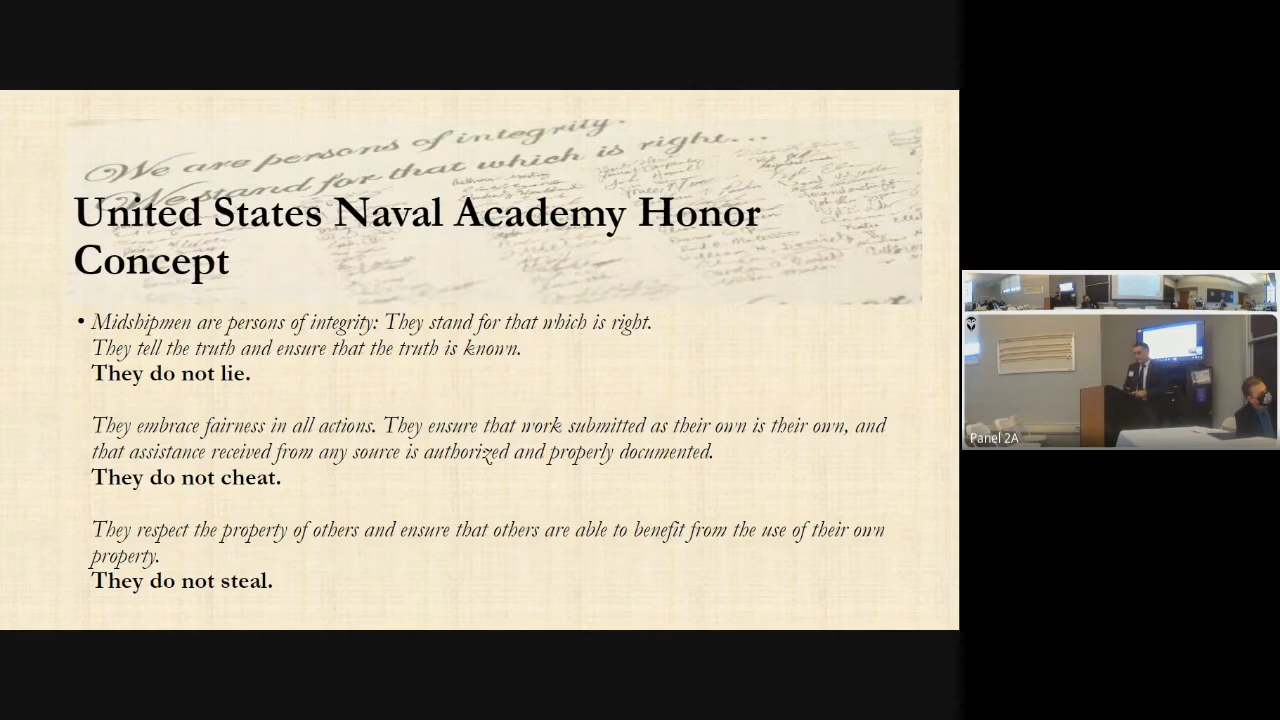 We are persons of integrity.
We stand for that which is right...
United States Naval Academy Honor
Concept
• Midshipmen are persons of integrity: They stand for that which is right.
They tell the truth and ensure that the truth is known.
They do not lie.
They embrace fairness in all actions. They ensure that work submitted as their own is their own, and
that assistance received from any source is authorized and properly documented.
They do not cheat.
They respect the property of others and ensure that others are able to benefit from the use of their own
property.
They do not steal.
Panel 2A